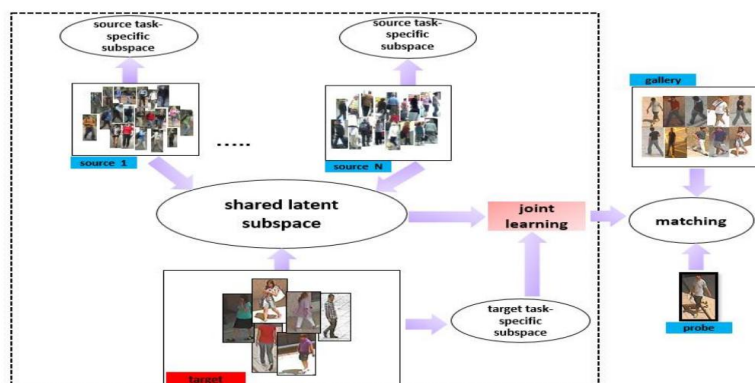 source task-
specific
subspace
source task-
specific
subspace
gallery
.....
source 1
source N
shared latent
subspace
joint
learning
matching
target task-
specific
subspace
probe
target